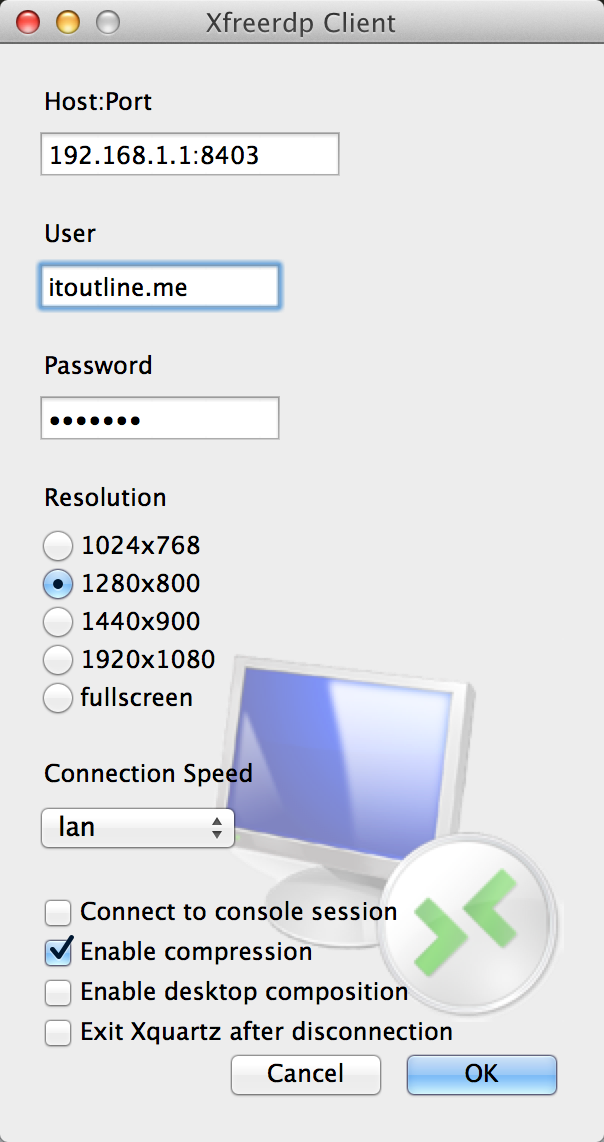 Xfreerdp Client
Host:Port
192.168.1.1:8403
User
itoutline.me
Password
•••••••
Resolution
1024x768
1280x800
1440x900
1920x1080
fullscreen
Connection Speed
lan
Connect to console session
Enable compression
Enable desktop composition
Exit Xquartz after disconnection
Cancel OK